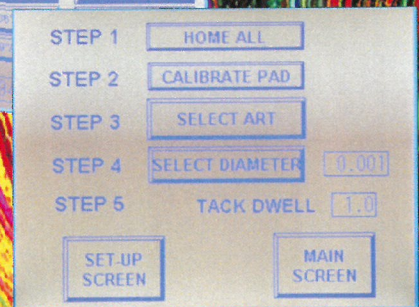 STEP 1 HOME ALL
STEP 2 CALIBRATE PAD
STEP 3 SELECT ART
STEP 4 SELECT DIAMETER 0.001
STEP 5 TACK DWELL 1.0
SET-UP SCREEN
MAIN SCREEN